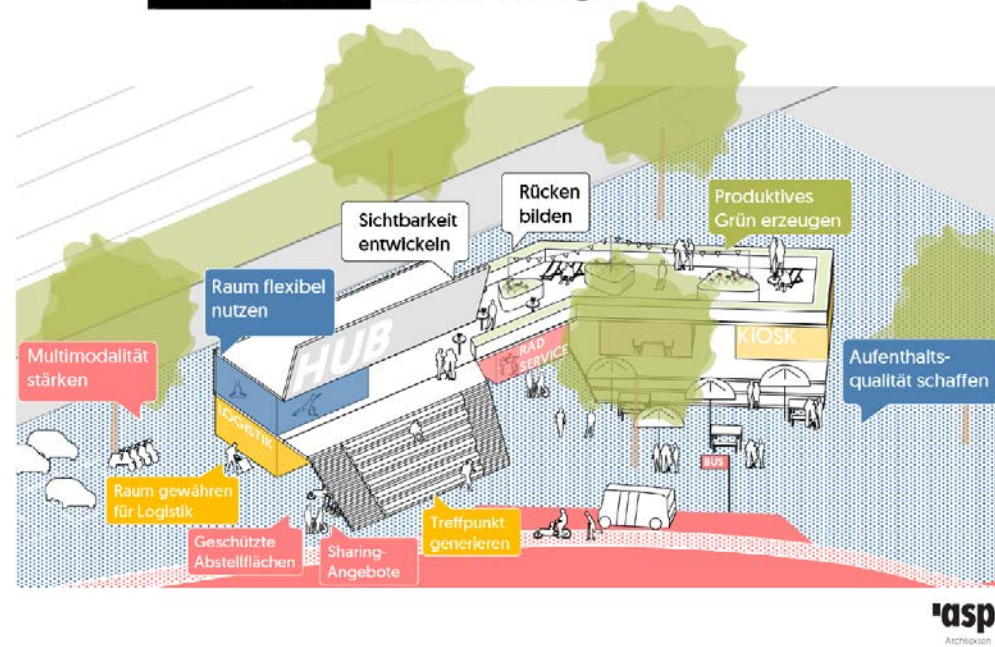 Rücken
bilden
Produktives
Grün erzeugen
Sichtbarkeit
entwickeln
Raum flexibel
nutzen
Multimodalität
stärken
HUB
RAD
SERVICE
KIOSK
Aufenthalts-
qualität schaffen
LOGISTIK
BUS
Raum gewähren
für Logistik
Geschützte
Abstellflächen
Sharing-
Angebote
Treffpunkt
generieren
asp
Architekten